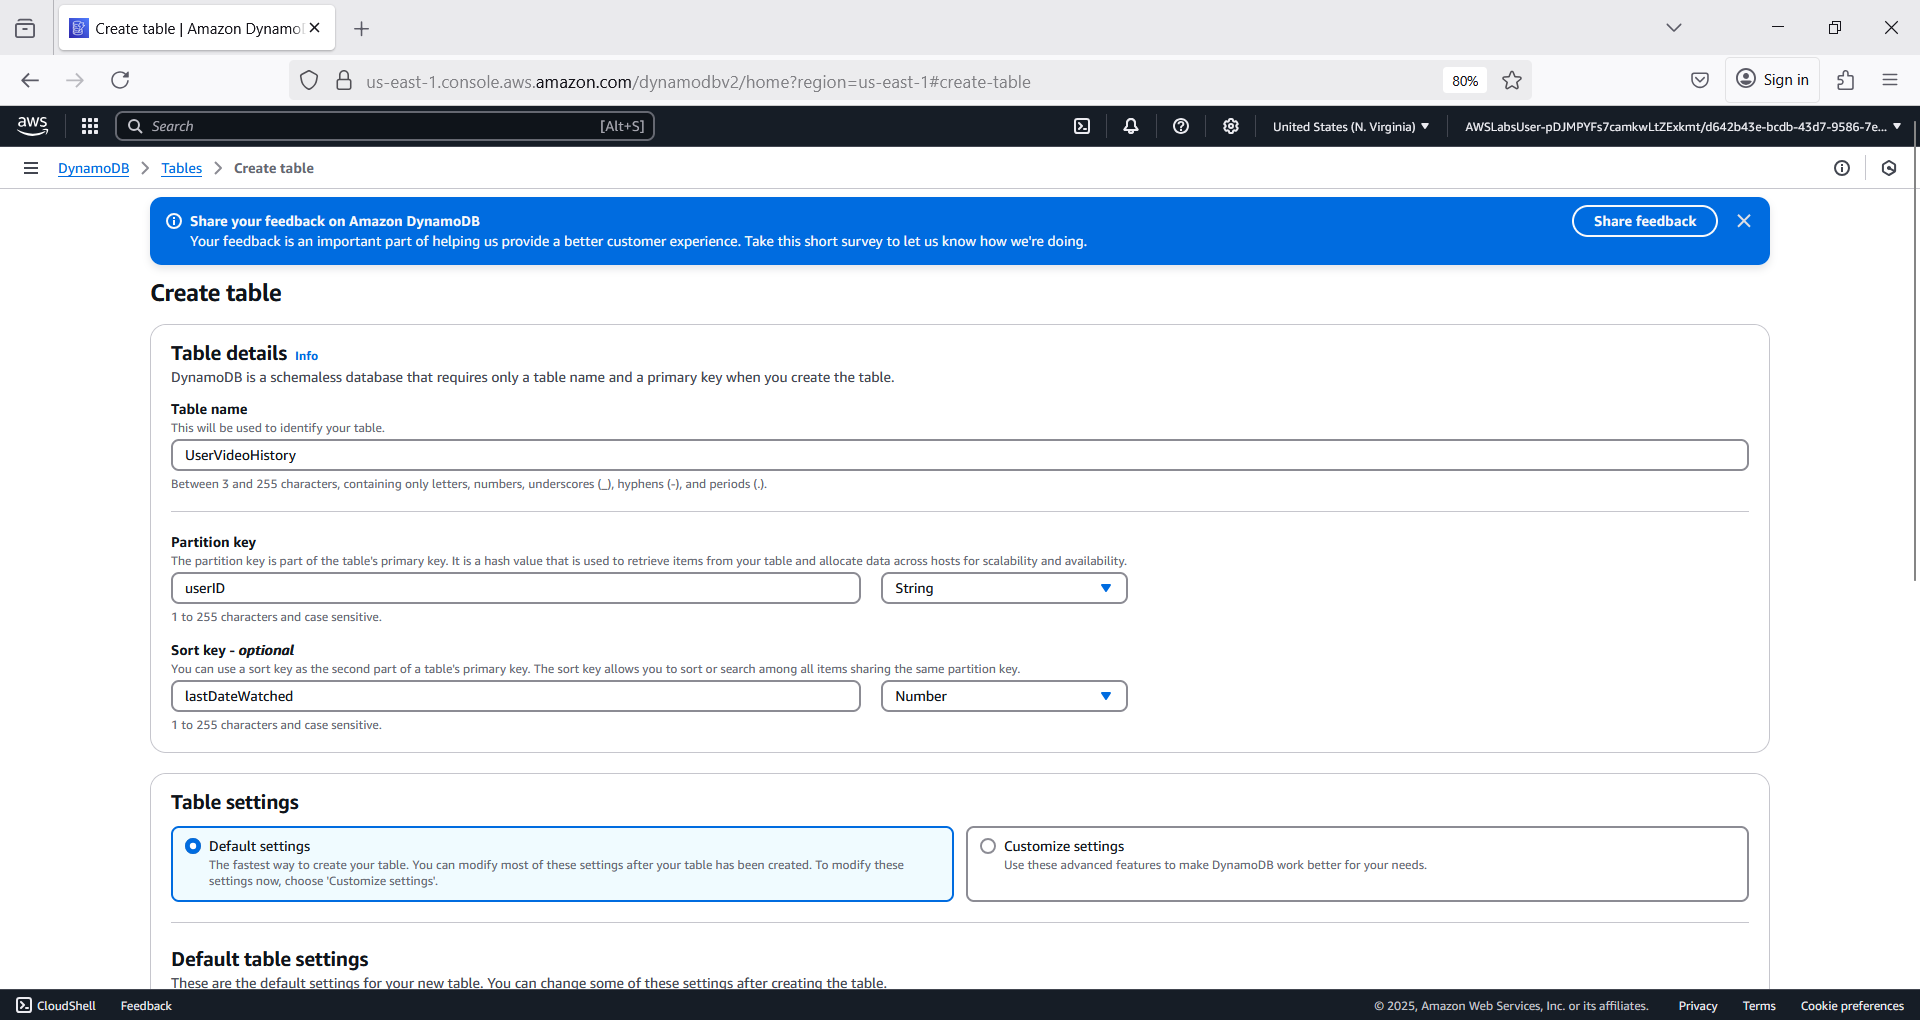 Create table | Amazon Dynamo
us-east-1.console.aws.amazon.com/dynamodbv2/home?region=us-east-1#create-table
80%
Sign in
aws
Search
[Alt+S]
United States (N. Virginia)
AWSLabsUser-pDJMPYFs7camkwLtZExkmt/d642b43e-bcdb-43d7-9586-7e...
DynamoDB
Tables
Create table
Share your feedback on Amazon DynamoDB
Your feedback is an important part of helping us provide a better customer experience. Take this short survey to let us know how we're doing.
Share feedback
Create table
Table details Info
DynamoDB is a schemaless database that requires only a table name and a primary key when you create the table.
Table name
This will be used to identify your table.
UserVideoHistory
Between 3 and 255 characters, containing only letters, numbers, underscores (_), hyphens (-), and periods (.).
Partition key
The partition key is part of the table's primary key. It is a hash value that is used to retrieve items from your table and allocate data across hosts for scalability and availability.
userID
String
1 to 255 characters and case sensitive.
Sort key - optional
You can use a sort key as the second part of a table's primary key. The sort key allows you to sort or search among all items sharing the same partition key.
lastDateWatched
Number
1 to 255 characters and case sensitive.
Table settings
Default settings
The fastest way to create your table. You can modify most of these settings after your table has been created. To modify these
settings now, choose 'Customize settings'.
Customize settings
Use these advanced features to make DynamoDB work better for your needs.
Default table settings
These are the default settings for your new table. You can change some of these settings after creating the table.
CloudShell
Feedback
© 2025, Amazon Web Services, Inc. or its affiliates.
Privacy
Terms
Cookie preferences